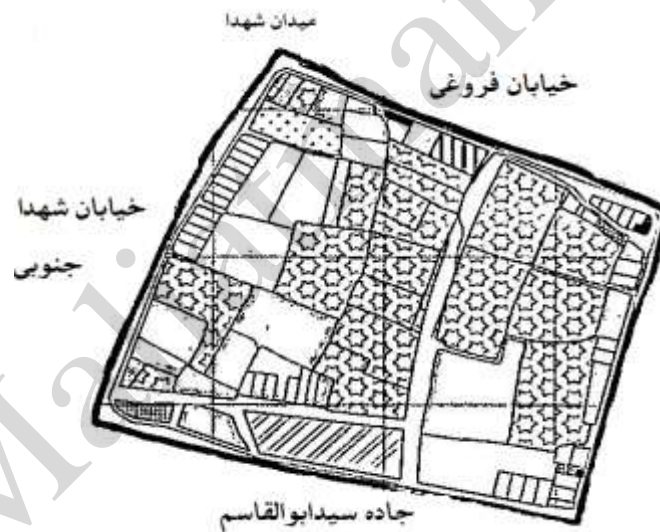 میدان شهدا
خیابان فروغی
خیابان شهدا
جنوبی
جاده سیدابوالقاسم